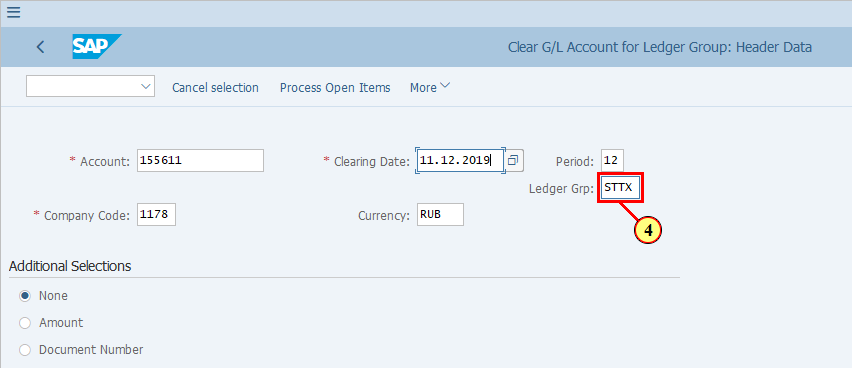 SAP Clear G/L Account for Ledger Group: Header Data
Cancel selection Process Open Items More
* Account: 155611 * Clearing Date: 11.12.2019 Period: 12
Ledger Grp: STTX
* Company Code: 1178 Currency: RUB
4
Additional Selections
None
Amount
Document Number